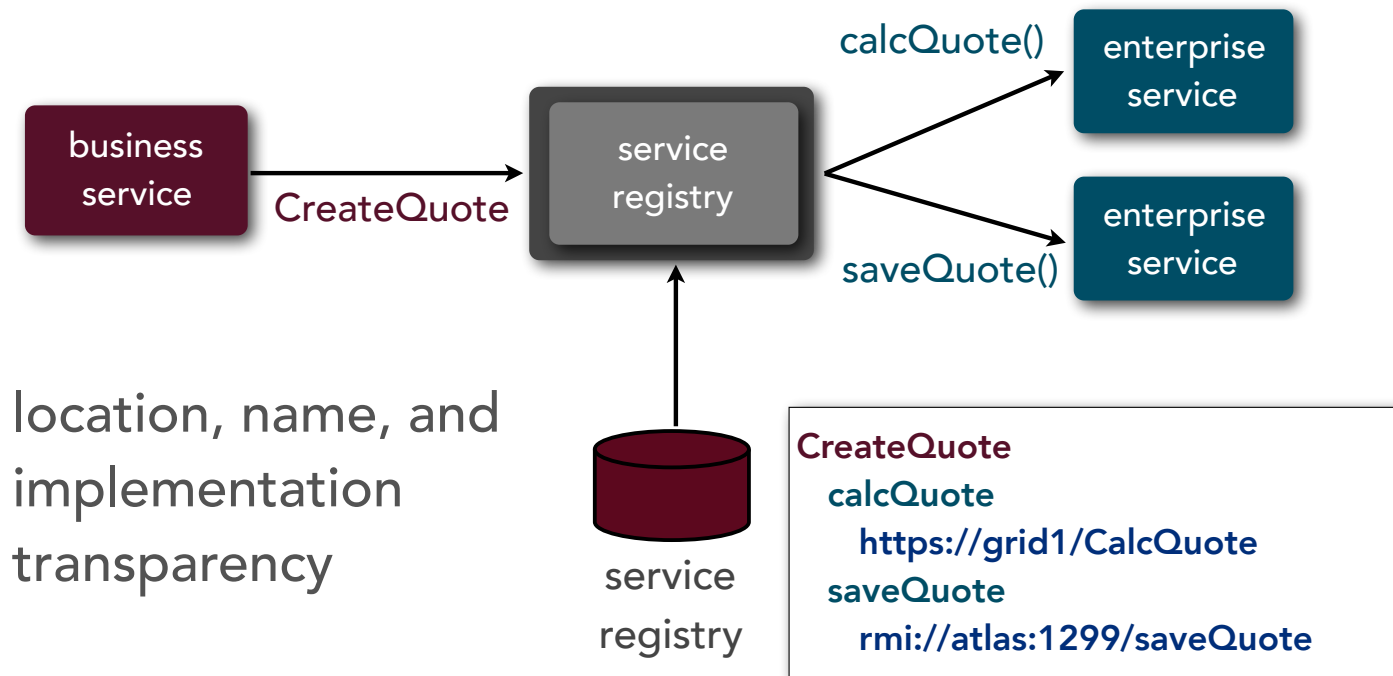 calcQuote()
enterprise
service
business
service
service
registry
CreateQuote
enterprise
service
saveQuote()
location, name, and
implementation
transparency
service
registry
CreateQuote
calcQuote
https://grid1/CalcQuote
saveQuote
rmi://atlas:1299/saveQuote